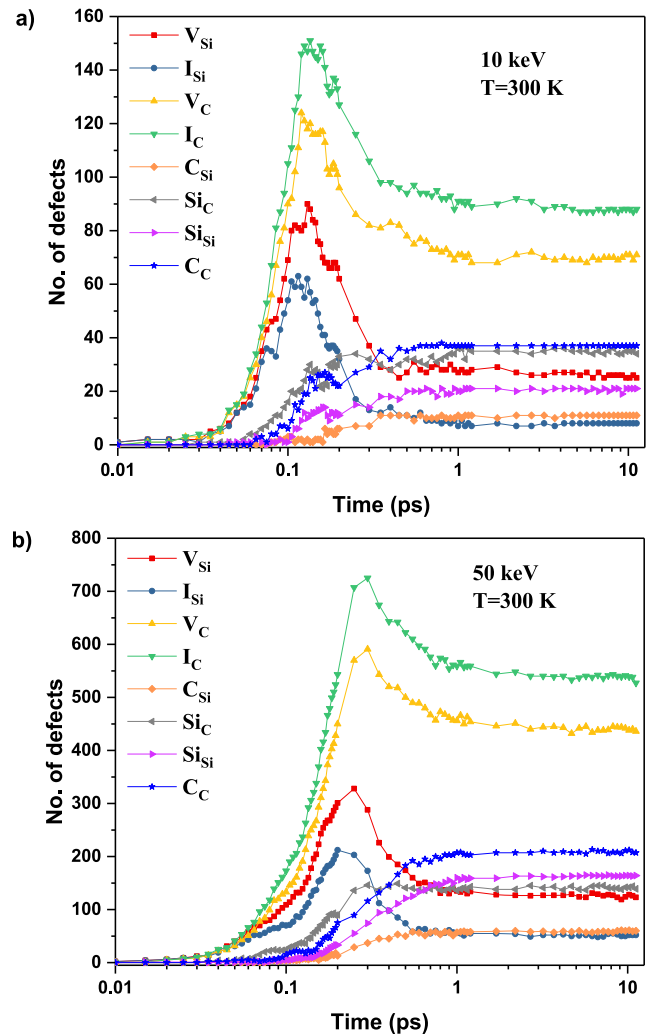 a)
160
140
120
100
80
60
40
20
0
No. of defects
V_Si
I_Si
V_C
I_C
C_Si
Si_C
Si_Si
C_C
10 keV
T=300 K
0.01
0.1
1
10
Time (ps)
b)
800
700
600
500
400
300
200
100
0
No. of defects
V_Si
I_Si
V_C
I_C
C_Si
Si_C
Si_Si
C_C
50 keV
T=300 K
0.01
0.1
1
10
Time (ps)